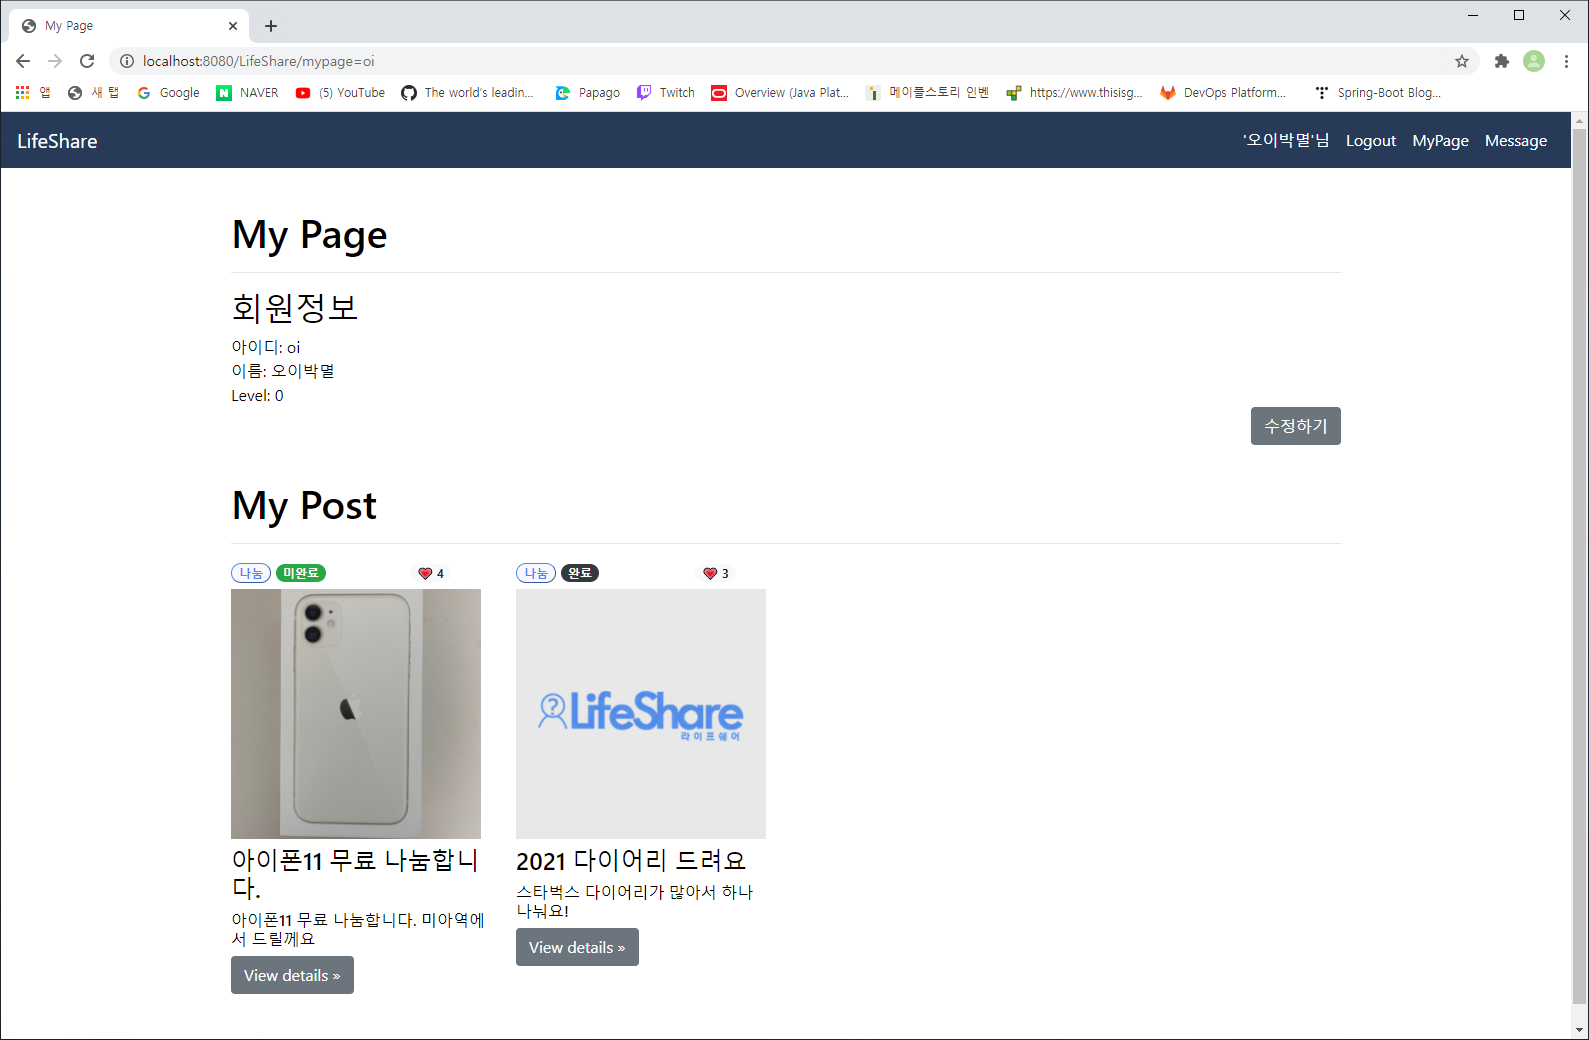 My Page
localhost:8080/LifeShare/mypage=oi
앱 새 탭 Google NAVER (5) YouTube The world's leadin... Papago Twitch Overview (Java Plat... 메이플스토리 인벤 https://www.thisisg... DevOps Platform... Spring-Boot Blog...
LifeShare '오이박멸'님 Logout MyPage Message
My Page
회원정보
아이디: oi
이름: 오이박멸
Level: 0
수정하기
My Post
나눔 미완료 4
아이폰11 무료 나눔합니
다.
아이폰11 무료 나눔합니다. 미아역에
서 드릴께요
View details »
나눔 완료 3
LifeShare
라이프쉐어
2021 다이어리 드려요
스타벅스 다이어리가 많아서 하나
나눠요!
View details »